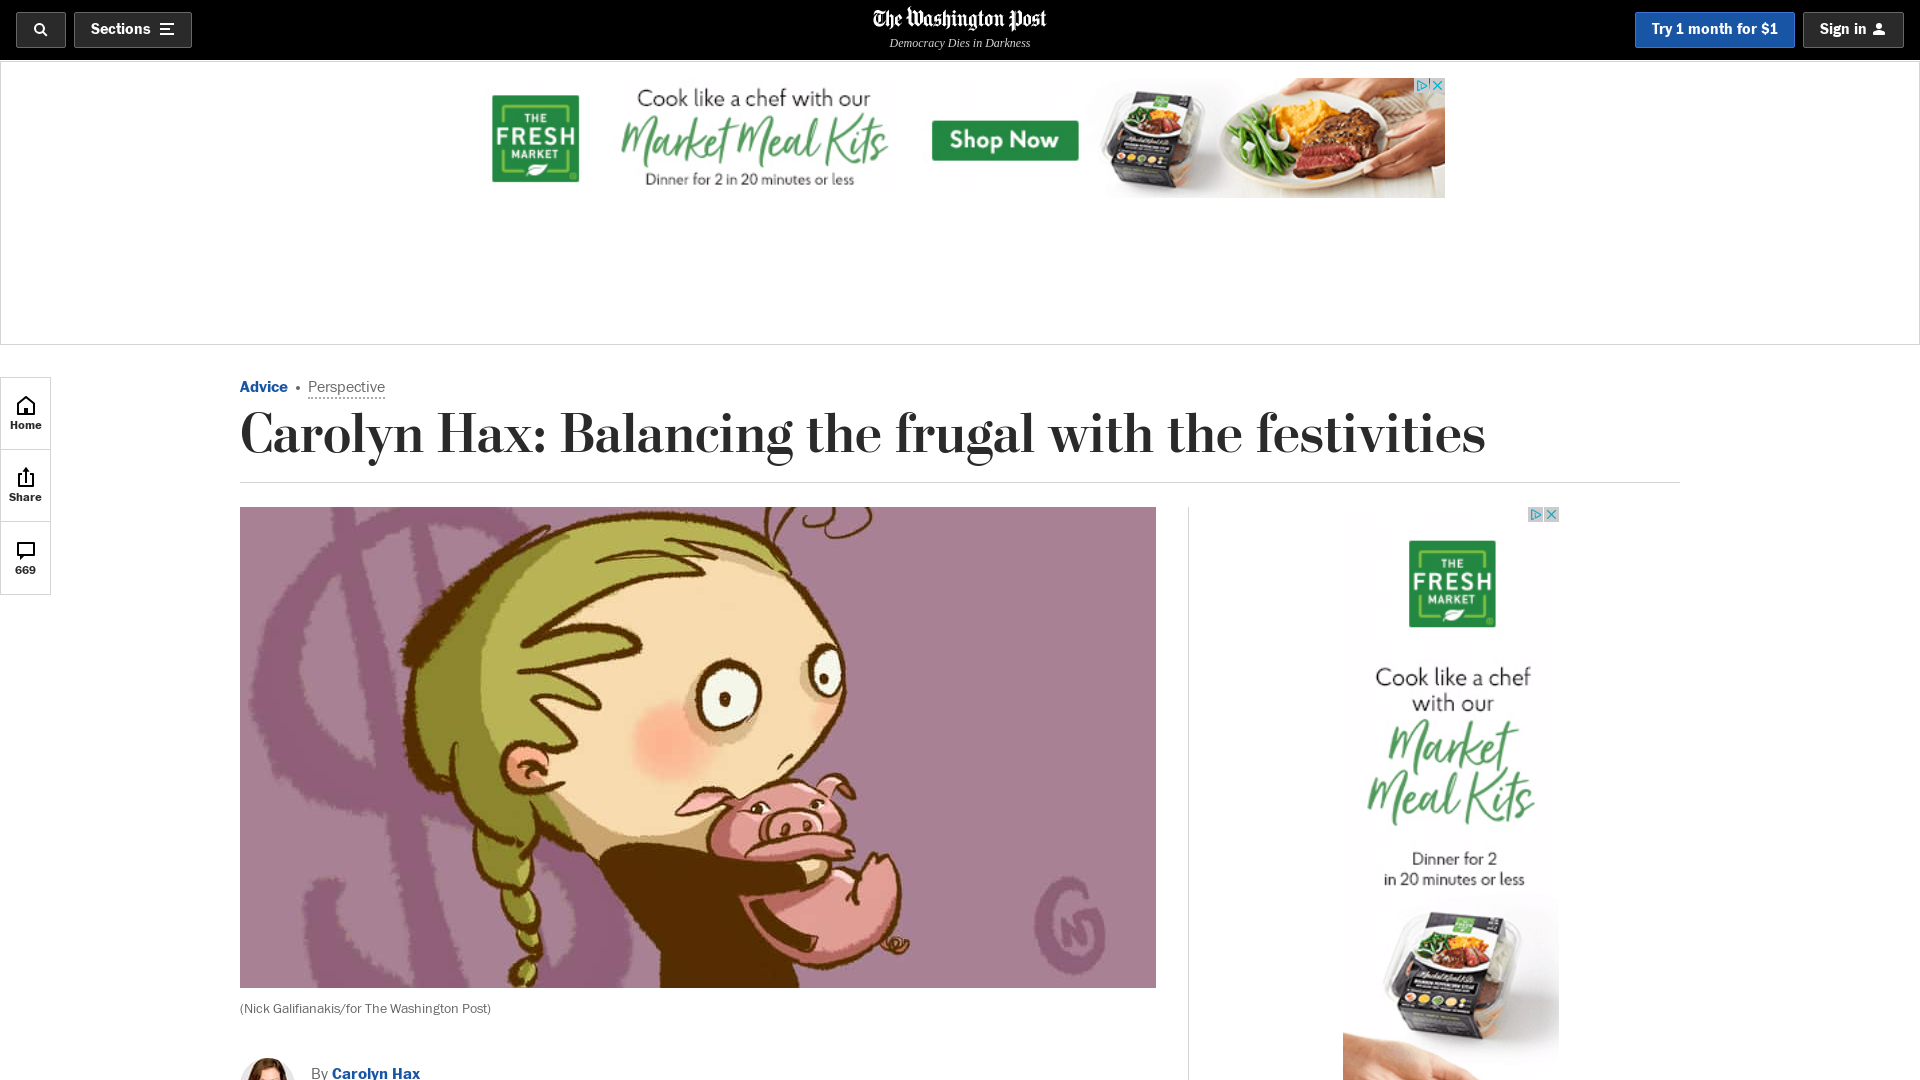 Sections
The Washington Post
Democracy Dies in Darkness
Try 1 month for $1
Sign in
THE
FRESH
MARKET
Cook like a chef with our
Market Meal Kits
Dinner for 2 in 20 minutes or less
Shop Now
Home
Share
669
Advice • Perspective
Carolyn Hax: Balancing the frugal with the festivities
(Nick Galifianakis/for The Washington Post)
By Carolyn Hax
THE
FRESH
MARKET
Cook like a chef
with our
Market
Meal Kits
Dinner for 2
in 20 minutes or less